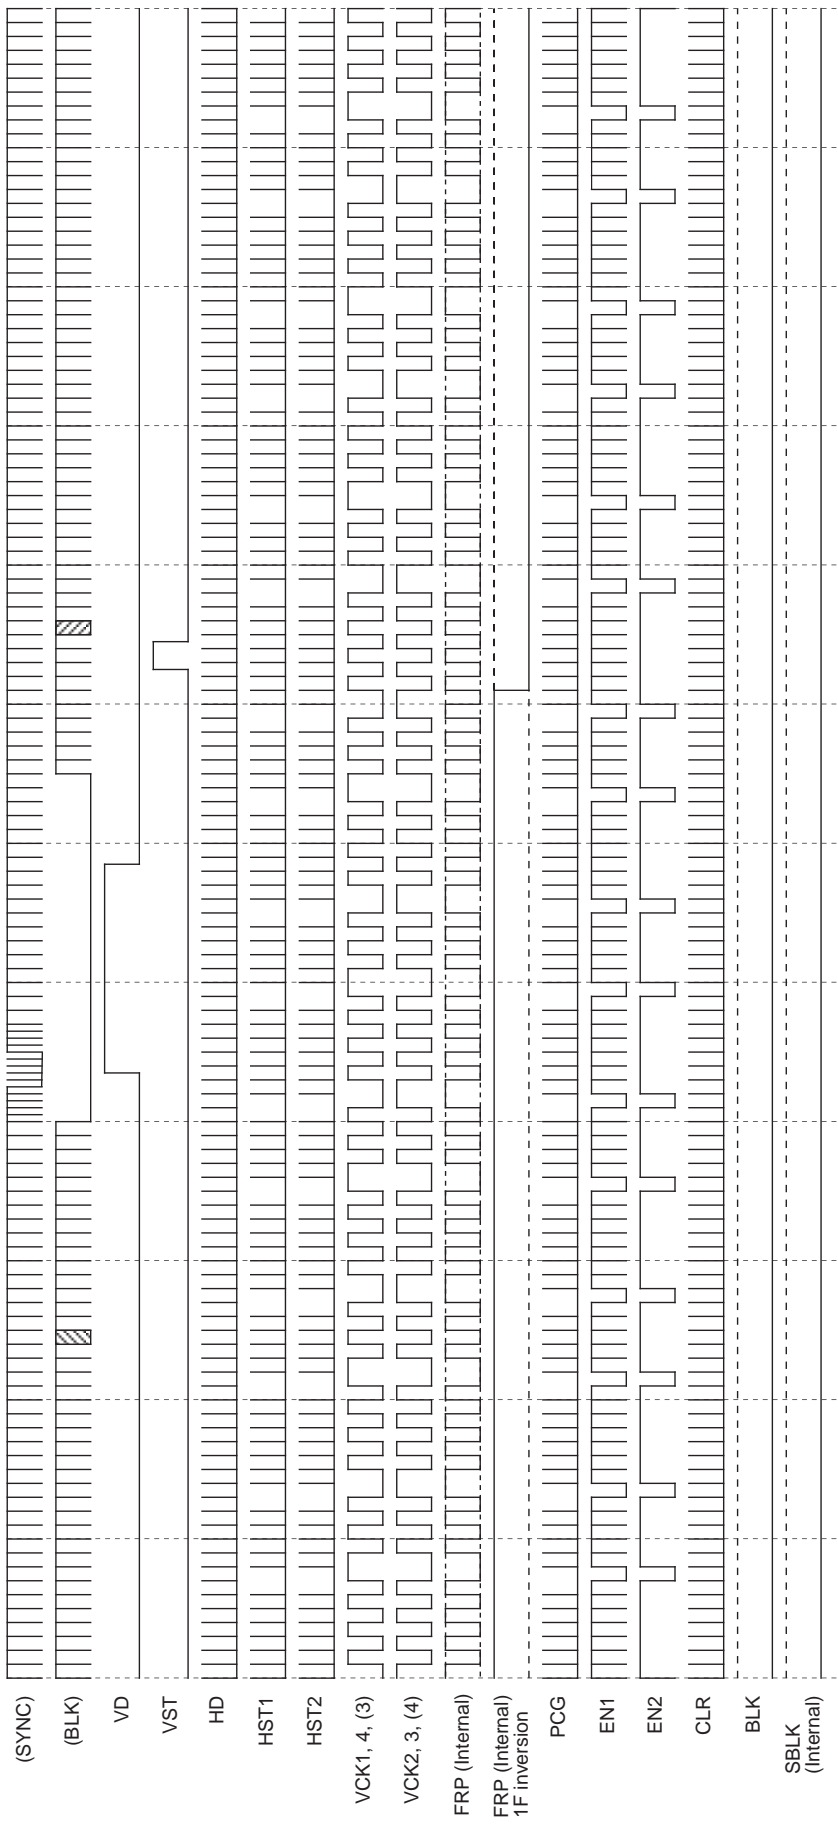 (SYNC)
(BLK)
VD
VST
HD
HST1
HST2
VCK1, 4, (3)
VCK2, 3, (4)
FRP (Internal)
FRP (Internal)
1F inversion
PCG
EN1
EN2
CLR
BLK
SBLK
(Internal)